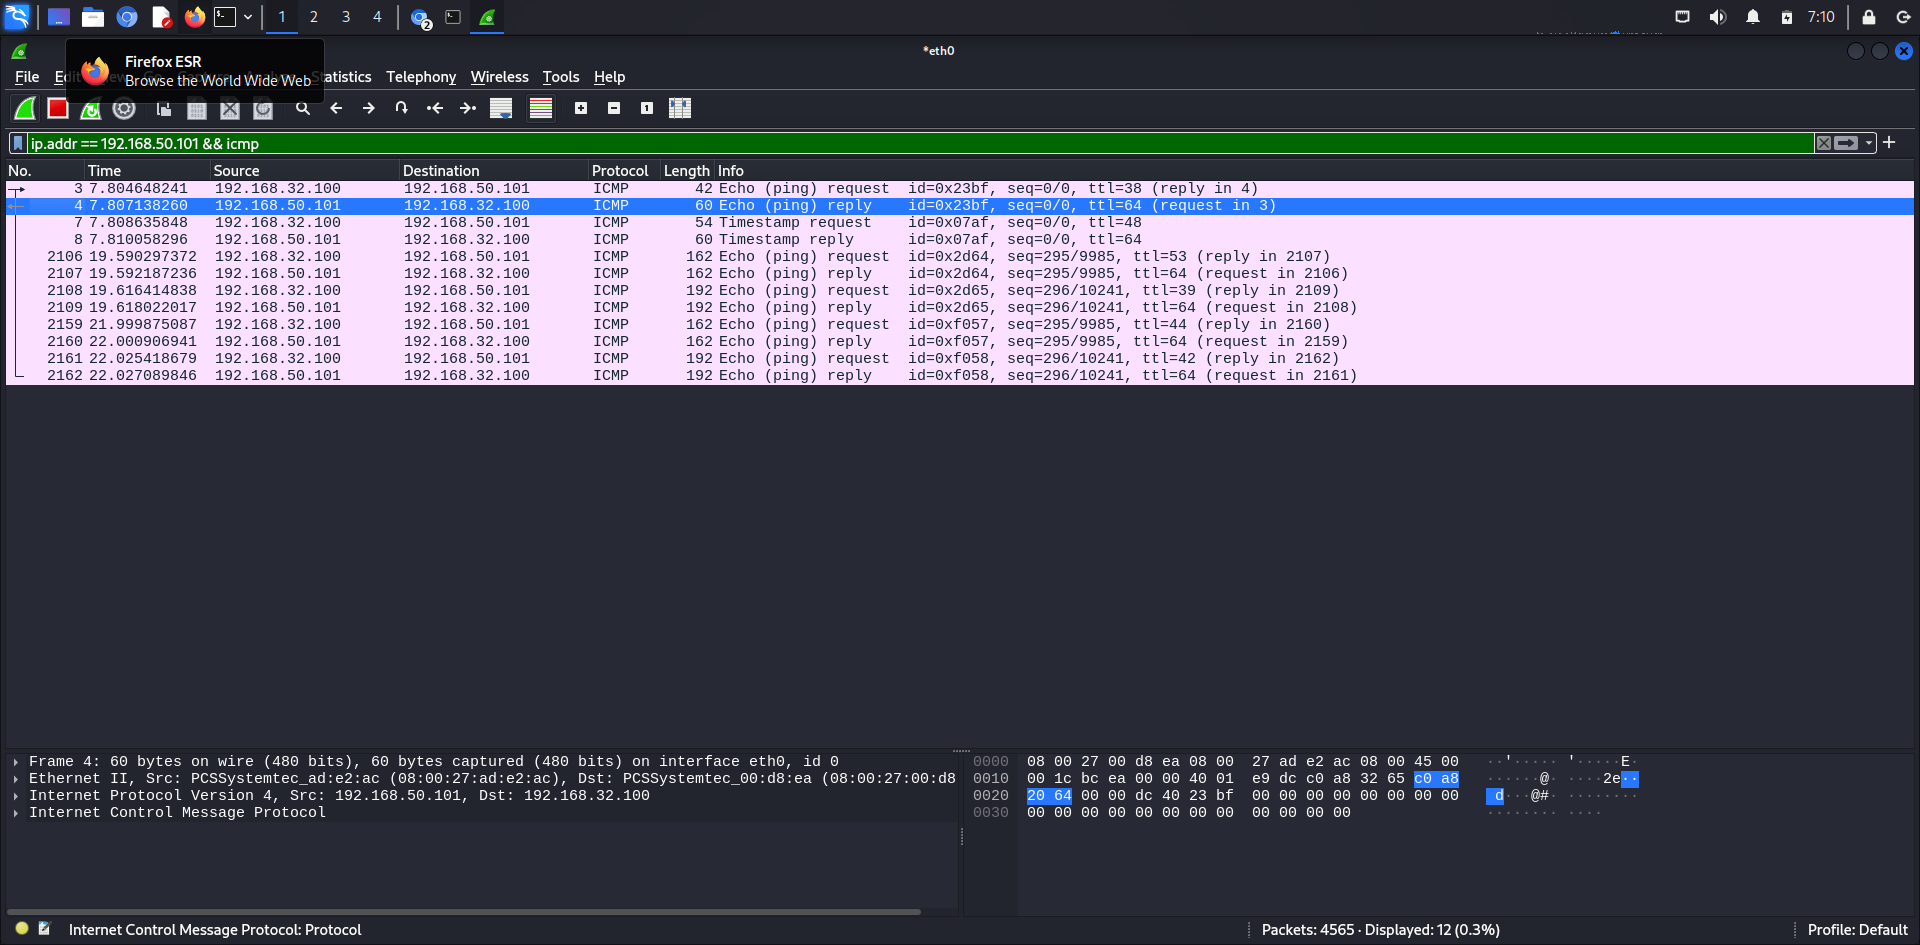 1 2 3 4 2 7:10
*eth0
Firefox ESR
Browse the World Wide Web
File Statistics Telephony Wireless Tools Help
ip.addr == 192.168.50.101 && icmp
No. Time Source Destination Protocol Length Info
3 7.804648241 192.168.32.100 192.168.50.101 ICMP 42 Echo (ping) request id=0x23bf, seq=0/0, ttl=38 (reply in 4)
4 7.807138260 192.168.50.101 192.168.32.100 ICMP 60 Echo (ping) reply id=0x23bf, seq=0/0, ttl=64 (request in 3)
7 7.808635848 192.168.32.100 192.168.50.101 ICMP 54 Timestamp request id=0x07af, seq=0/0, ttl=48
8 7.810058296 192.168.50.101 192.168.32.100 ICMP 60 Timestamp reply id=0x07af, seq=0/0, ttl=64
2106 19.590297372 192.168.32.100 192.168.50.101 ICMP 162 Echo (ping) request id=0x2d64, seq=295/9985, ttl=53 (reply in 2107)
2107 19.592187236 192.168.50.101 192.168.32.100 ICMP 162 Echo (ping) reply id=0x2d64, seq=295/9985, ttl=64 (request in 2106)
2108 19.616414838 192.168.32.100 192.168.50.101 ICMP 192 Echo (ping) request id=0x2d65, seq=296/10241, ttl=39 (reply in 2109)
2109 19.618022017 192.168.50.101 192.168.32.100 ICMP 192 Echo (ping) reply id=0x2d65, seq=296/10241, ttl=64 (request in 2108)
2159 21.999875087 192.168.32.100 192.168.50.101 ICMP 162 Echo (ping) request id=0xf057, seq=295/9985, ttl=44 (reply in 2160)
2160 22.000906941 192.168.50.101 192.168.32.100 ICMP 162 Echo (ping) reply id=0xf057, seq=295/9985, ttl=64 (request in 2159)
2161 22.025418679 192.168.32.100 192.168.50.101 ICMP 192 Echo (ping) request id=0xf058, seq=296/10241, ttl=42 (reply in 2162)
2162 22.027089846 192.168.50.101 192.168.32.100 ICMP 192 Echo (ping) reply id=0xf058, seq=296/10241, ttl=64 (request in 2161)
Frame 4: 60 bytes on wire (480 bits), 60 bytes captured (480 bits) on interface eth0, id 0
Ethernet II, Src: PCSSystemtec_ad:e2:ac (08:00:27:ad:e2:ac), Dst: PCSSystemtec_00:d8:ea (08:00:27:00:d8
Internet Protocol Version 4, Src: 192.168.50.101, Dst: 192.168.32.100
Internet Control Message Protocol
0000 08 00 27 00 d8 ea 08 00 27 ad e2 ac 08 00 45 00 ··'····· '·····E·
0010 00 1c bc ea 00 00 40 01 e9 dc c0 a8 32 65 c0 a8 ······@· ····2e··
0020 20 64 00 00 dc 40 23 bf 00 00 00 00 00 00 00 00 d···@#· ········
0030 00 00 00 00 00 00 00 00 00 00 00 00 ········ ····
Internet Control Message Protocol: Protocol
Packets: 4565 · Displayed: 12 (0.3%)
Profile: Default